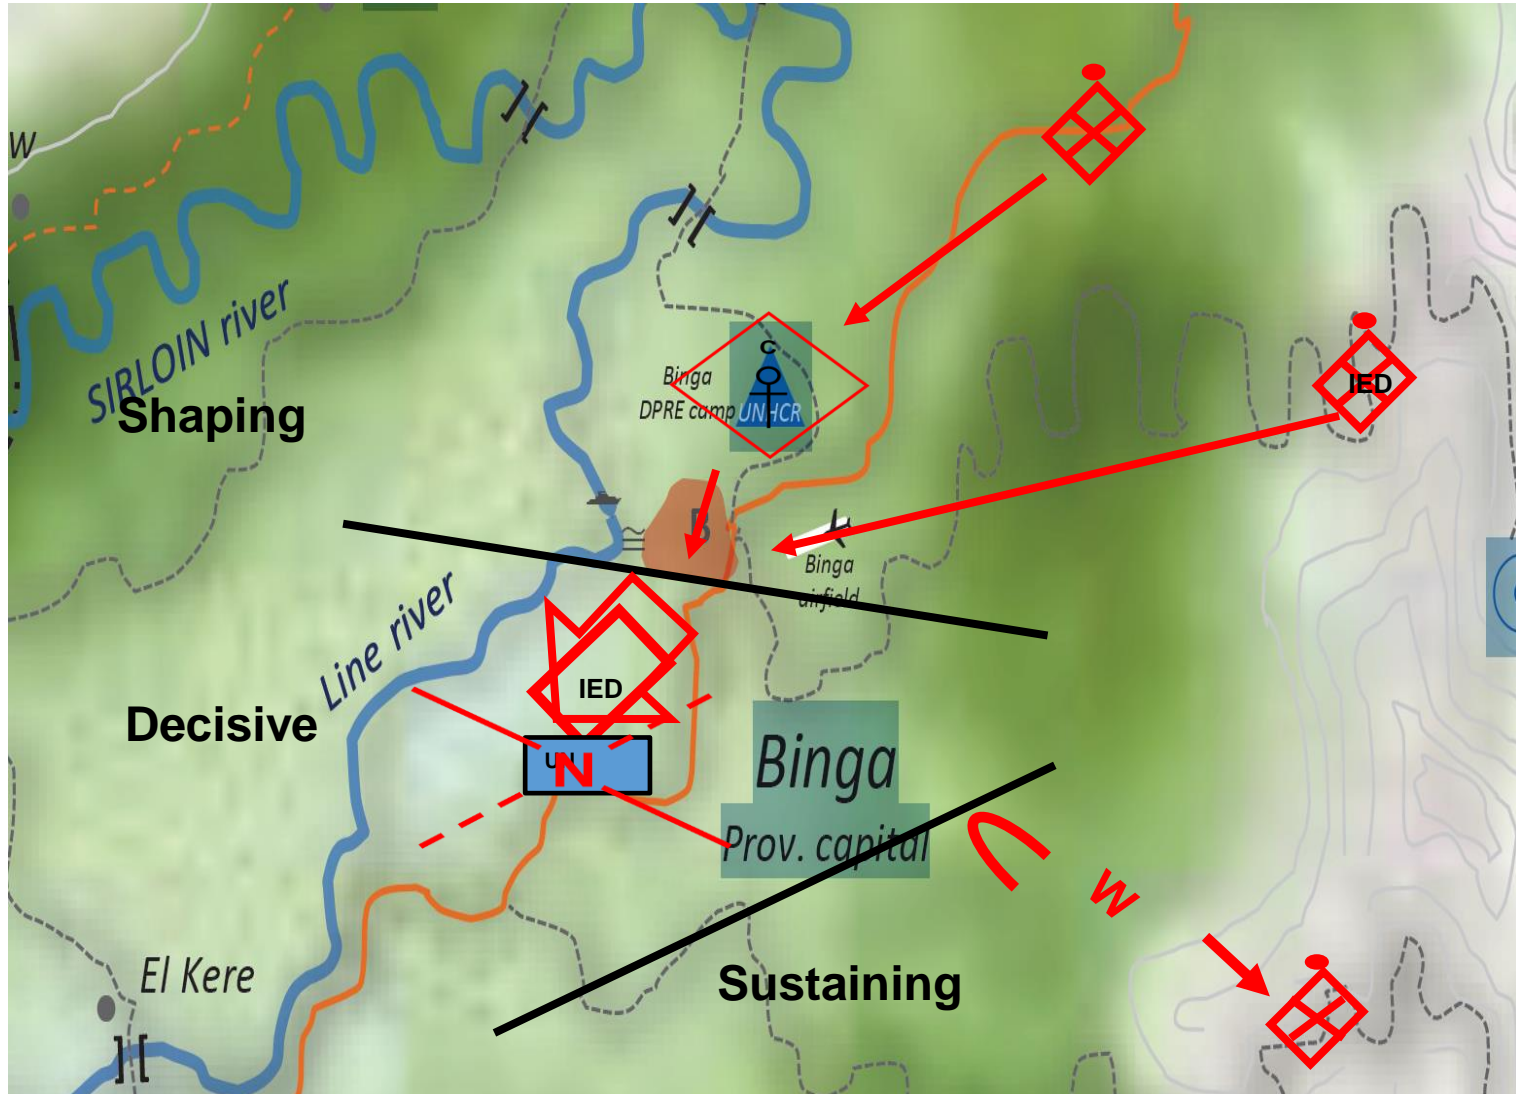 W
SIRLOIN river
Shaping
C
Binga
DPRE camp
UNHCR
IED
B
Binga
airfield
Line river
IED
Decisive
N
Binga
Prov. capital
W
El Kere
Sustaining